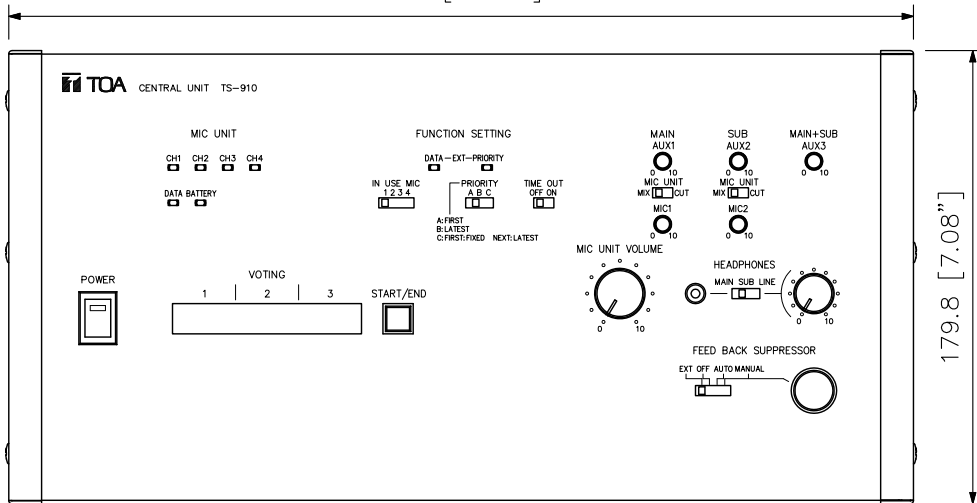 TOA CENTRAL UNIT TS-910
MIC UNIT
CH1 CH2 CH3 CH4
DATA BATTERY
FUNCTION SETTING
DATA-EXT-PRIORITY
IN USE MIC
1 2 3 4
PRIORITY
A B C
TIME OUT
OFF ON
A:FIRST
B:LATEST
C:FIRST:FIXED NEXT:LATEST
MAIN
AUX1
0 10
SUB
AUX2
0 10
MAIN+SUB
AUX3
0 10
MIC UNIT
MIX CUT
MIC UNIT
MIX CUT
MIC1
0 10
MIC2
0 10
MIC UNIT VOLUME
0 10
HEADPHONES
MAIN SUB LINE
0 10
POWER
VOTING
1 2 3
START/END
FEED BACK SUPPRESSOR
EXT OFF AUTO MANUAL
179.8 [7.08"]